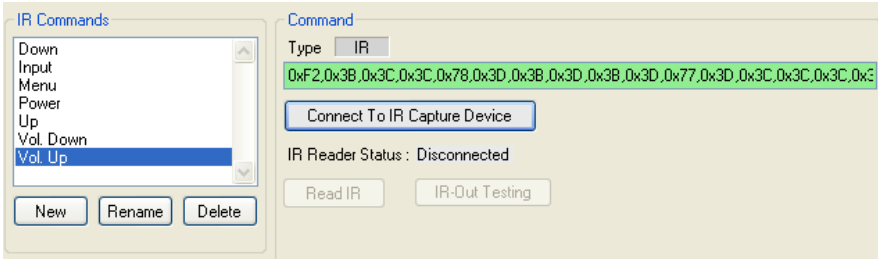 IR Commands
Down
Input
Menu
Power
Up
Vol. Down
Vol. Up
New Rename Delete
Command
Type IR
0xF2,0x3B,0x3C,0x3C,0x78,0x3D,0x3B,0x3D,0x3B,0x3D,0x77,0x3D,0x3C,0x3C,0x3C,0x3
Connect To IR Capture Device
IR Reader Status : Disconnected
Read IR IR-Out Testing